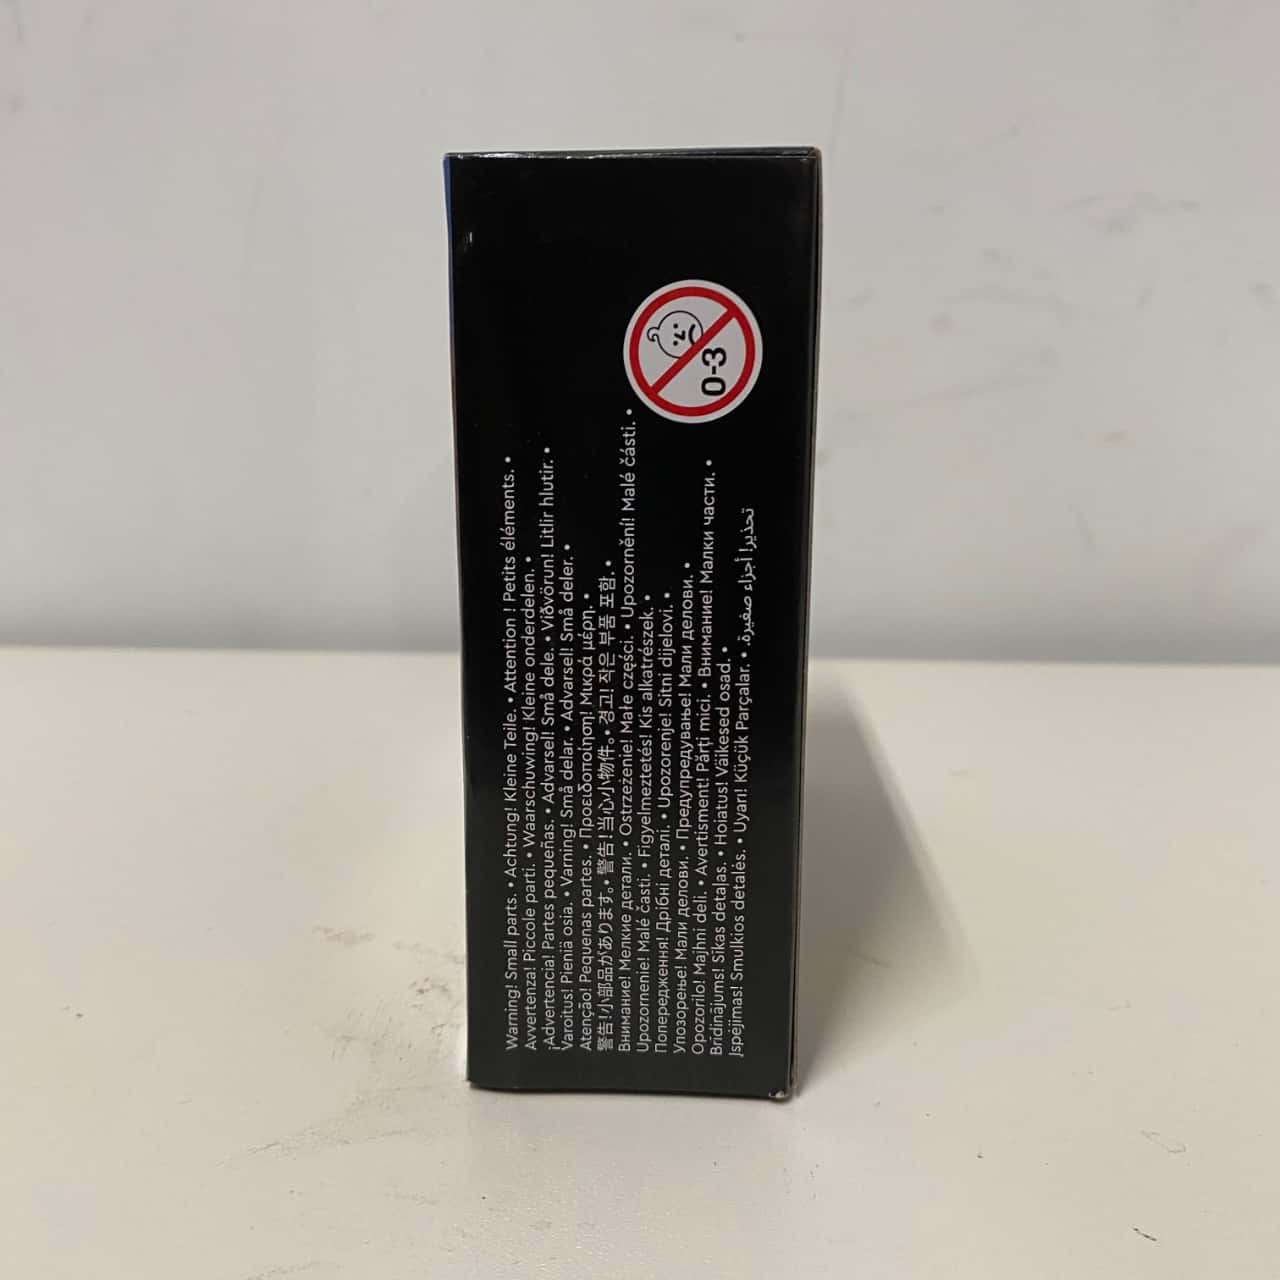 0-3
Warning! Small parts. • Achtung! Kleine Teile. • Attention ! Petits éléments. •
Avvertenza! Piccole parti. • Waarschuwing! Kleine onderdelen. •
¡Advertencia! Partes pequeñas. • Advarsel! Små dele. • Viðvörun! Litlir hlutir. •
Varoitus! Pieniä osia. • Varning! Små delar. • Advarsel! Små deler. •
Atenção! Pequenas partes. • Προειδοποίηση! Μικρά μέρη. •
警告!小部品があります。• 警告!当心小物件。• 경고! 작은 부품 포함. •
Внимание! Мелкие детали. • Ostrzeżenie! Małe części. • Upozornění! Malé části. •
Upozornenie! Malé časti. • Figyelmeztetés! Kis alkatrészek. •
Попередження! Дрібні деталі. • Upozorenje! Sitni dijelovi. •
Упозорење! Мали делови. • Предупредување! Мали делови. •
Opozorilo! Majhni deli. • Avertisment! Părți mici. • Внимание! Малки части. •
Brīdinājums! Sīkas detaļas. • Hoiatus! Väikesed osad. •
Įspėjimas! Smulkios detalės. • Uyarı! Küçük Parçalar. • تحذير! أجزاء صغيرة.